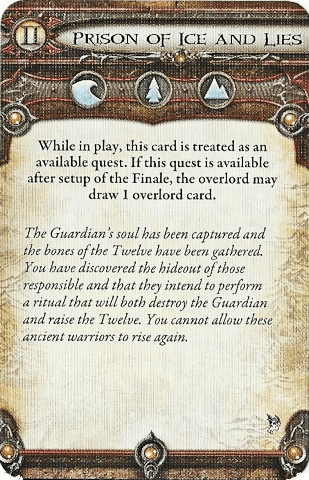 II
PRISON OF ICE AND LIES
While in play, this card is treated as an
available quest. If this quest is available
after setup of the Finale, the overlord may
draw 1 overlord card.
The Guardian's soul has been captured and
the bones of the Twelve have been gathered.
You have discovered the hideout of those
responsible and that they intend to perform
a ritual that will both destroy the Guardian
and raise the Twelve. You cannot allow these
ancient warriors to rise again.